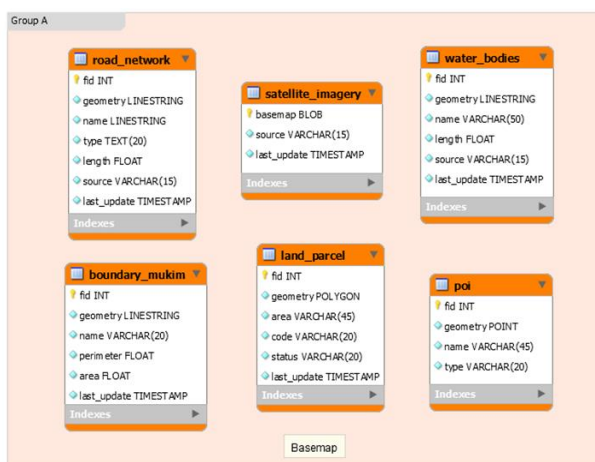 Group A
road_network
fid INT
geometry LINESTRING
name LINESTRING
type TEXT(20)
length FLOAT
source VARCHAR(15)
last_update TIMESTAMP
Indexes
satellite_imagery
basemap BLOB
source VARCHAR(15)
last_update TIMESTAMP
Indexes
water_bodies
fid INT
geometry LINESTRING
name VARCHAR(50)
length FLOAT
source VARCHAR(15)
last_update TIMESTAMP
Indexes
boundary_mukim
fid INT
geometry LINESTRING
name VARCHAR(20)
perimeter FLOAT
area FLOAT
last_update TIMESTAMP
Indexes
land_parcel
fid INT
geometry POLYGON
area VARCHAR(45)
code VARCHAR(20)
status VARCHAR(20)
last_update TIMESTAMP
Indexes
poi
fid INT
geometry POINT
name VARCHAR(45)
type VARCHAR(20)
Indexes
Basemap